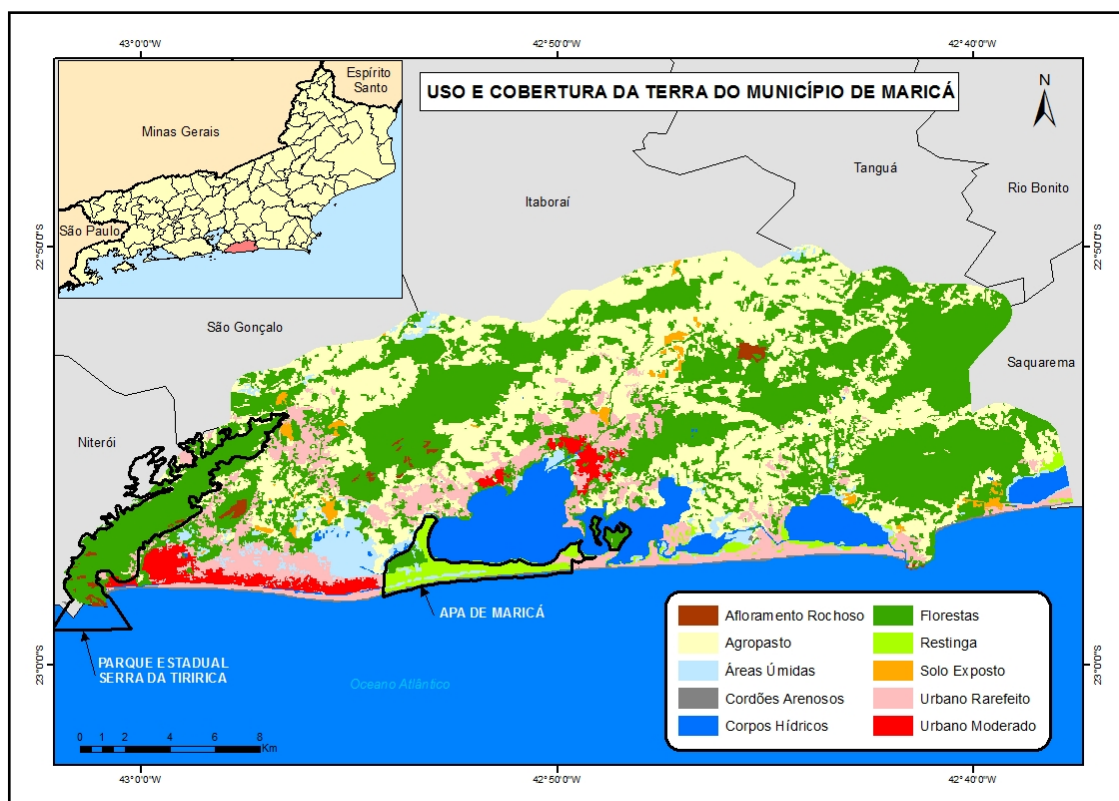 43°0'0"W
42°50'0"W
42°40'0"W
Espírito
Santo
USO E COBERTURA DA TERRA DO MUNICÍPIO DE MARICÁ
N
Minas Gerais
Tanguá
Rio Bonito
Itaboraí
São Paulo
22°50'0"S
22°50'0"S
São Gonçalo
Saquarema
Niterói
APA DE MARICÁ
PARQUE ESTADUAL
SERRA DA TIRIRICA
Oceano Atlântico
Afloramento Rochoso
Agropasto
Áreas Úmidas
Cordões Arenosos
Corpos Hídricos
Florestas
Restinga
Solo Exposto
Urbano Rarefeito
Urbano Moderado
23°0'0"S
23°0'0"S
0 1 2 4 6 8
Km
43°0'0"W
42°50'0"W
42°40'0"W